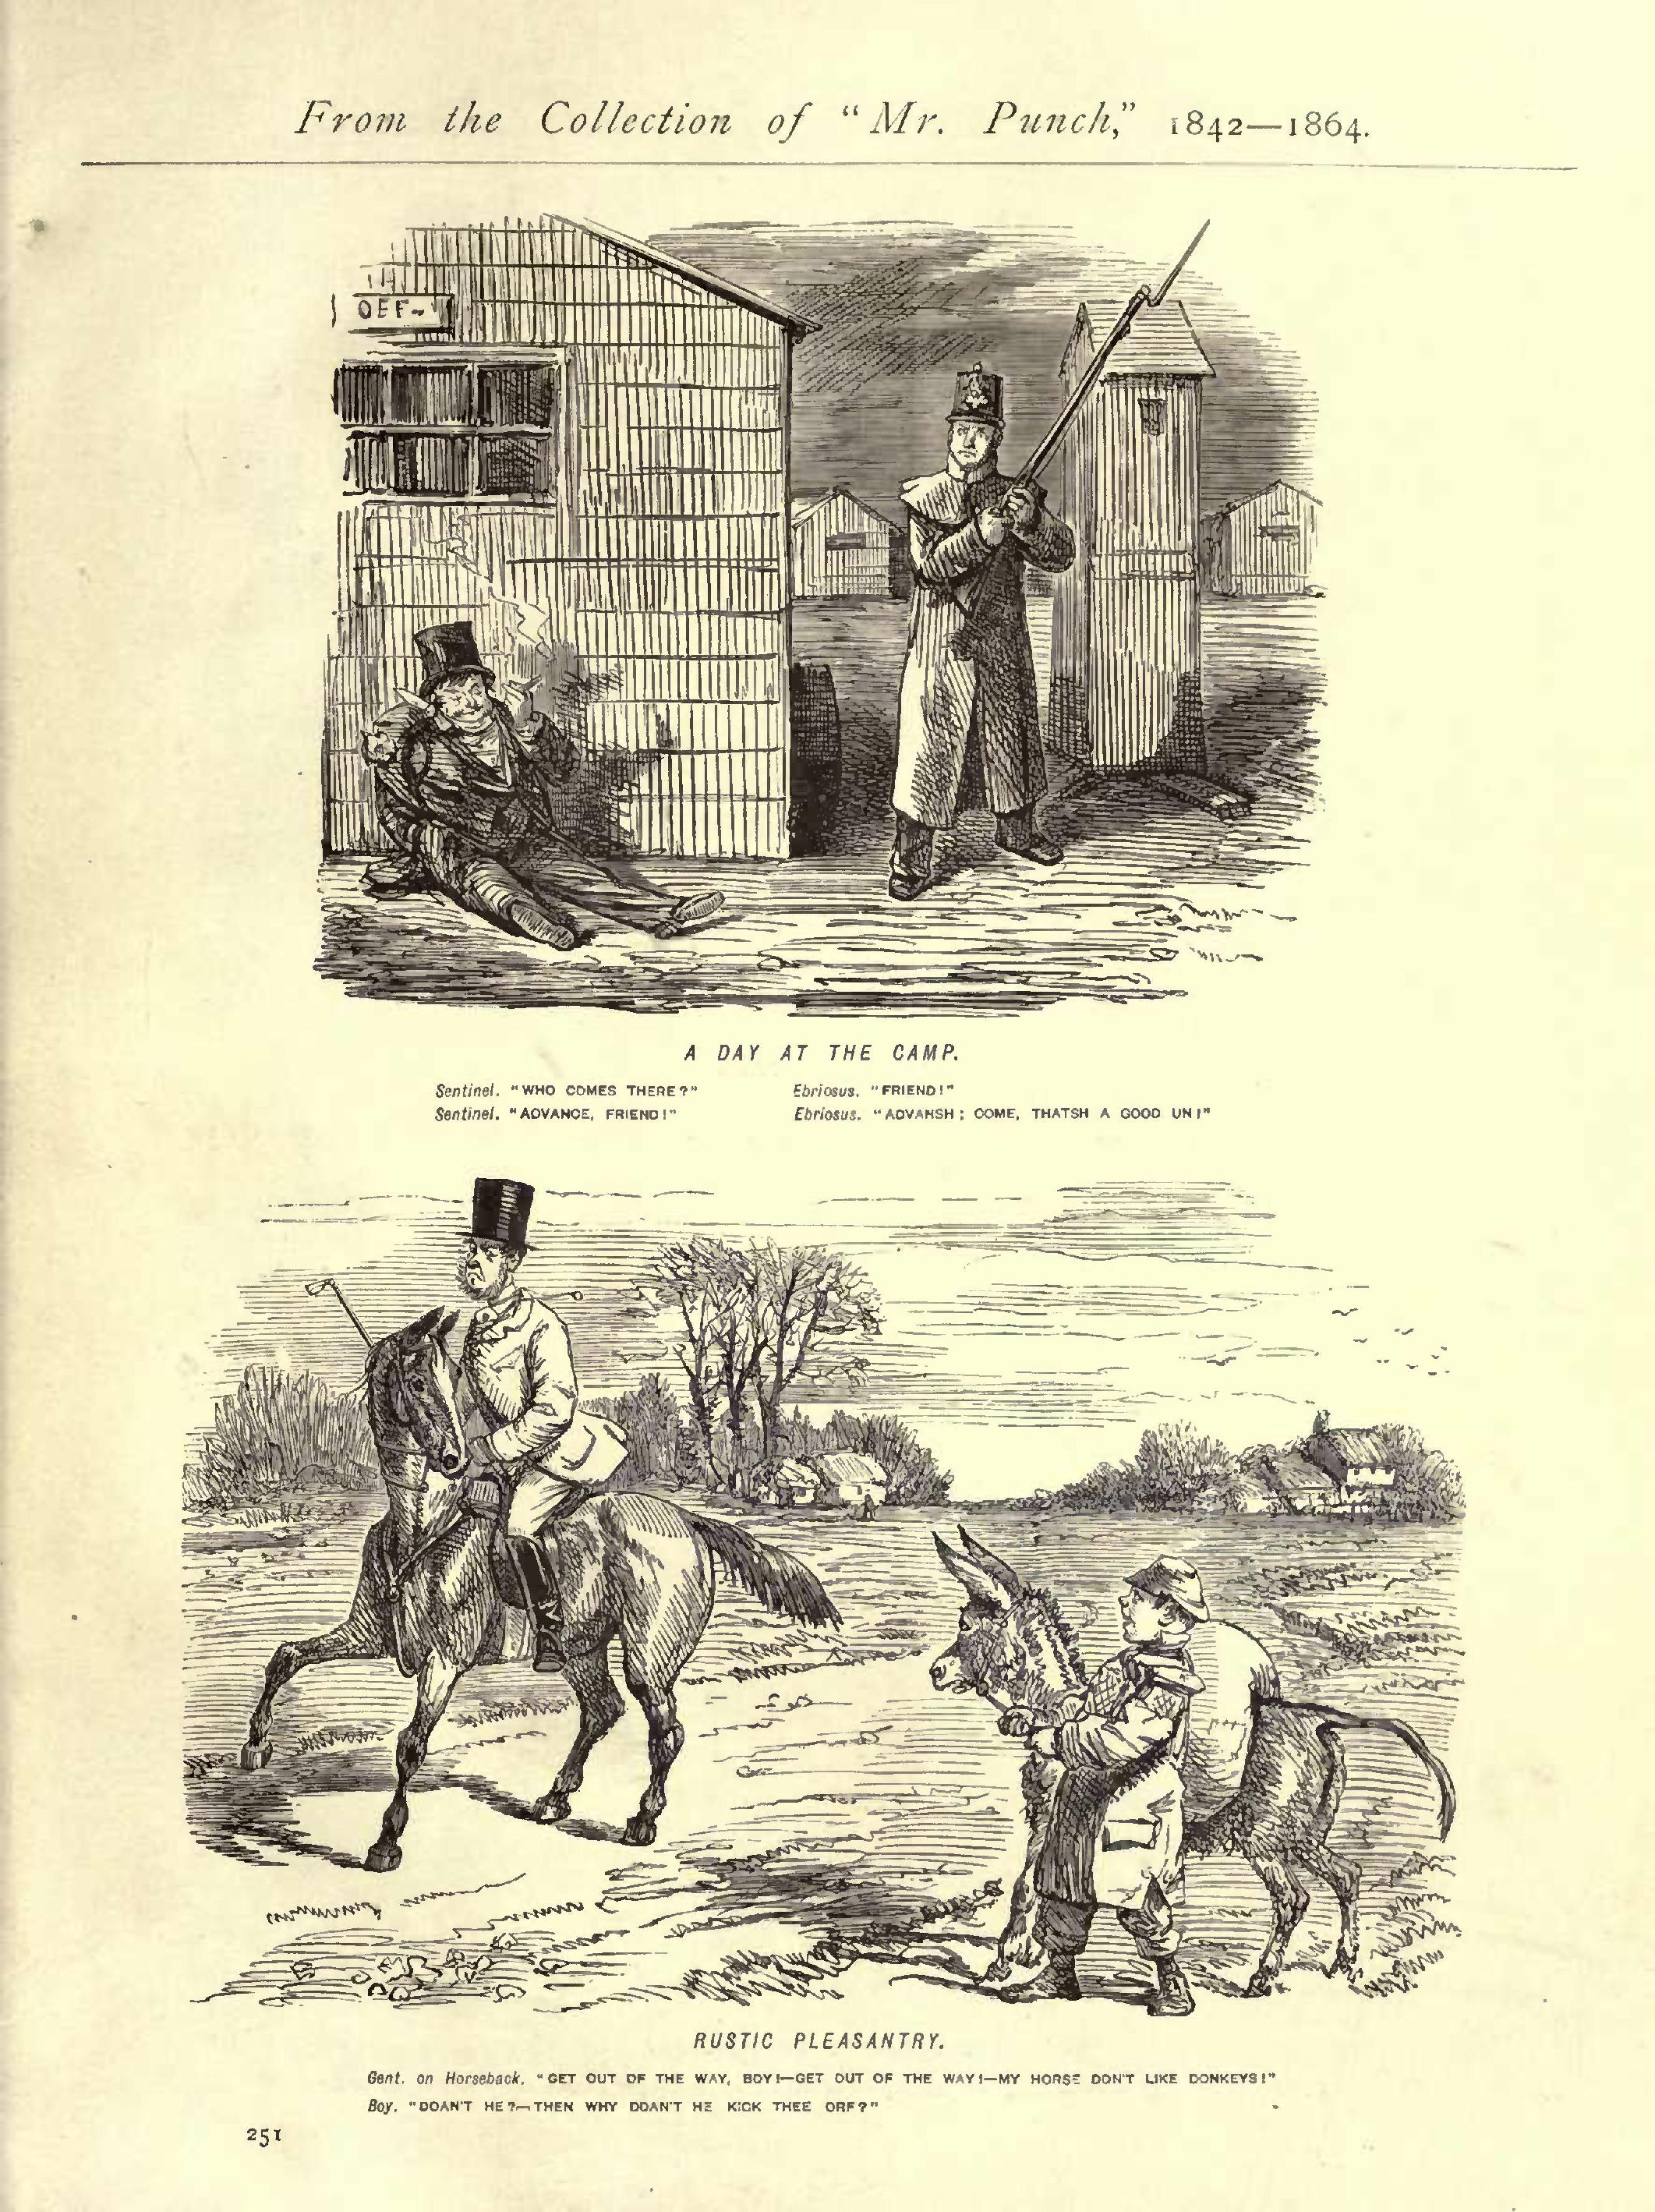 From the Collection of “Mr. Punch,” 1842—1864.
OFF~
A DAY AT THE CAMP.
Sentinel. “WHO COMES THERE?” Ebriosus. “FRIEND!”
Sentinel. “ADVANCE, FRIEND!” Ebriosus. “ADVANSH; COME, THATSH A GOOD UN!”
RUSTIC PLEASANTRY.
Gent. on Horseback. “GET OUT OF THE WAY, BOY!—GET OUT OF THE WAY!—MY HORSE DON'T LIKE DONKEYS!”
Boy. “DOAN'T HE?—THEN WHY DOAN'T HE KICK THEE ORF?”
251